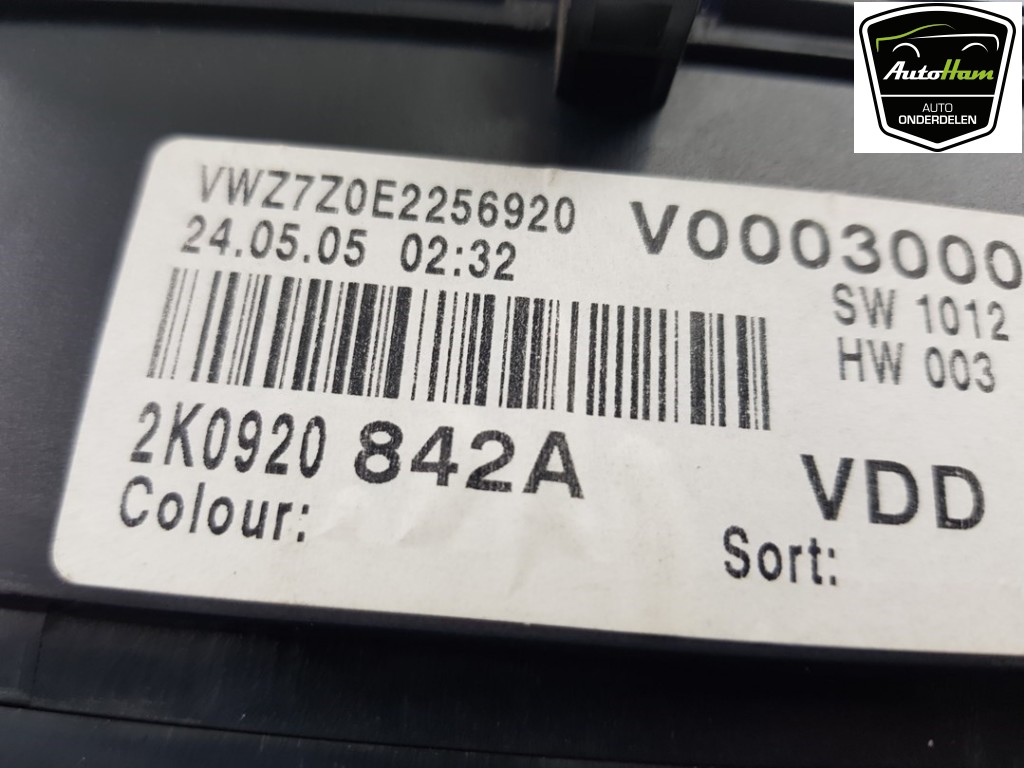 AutoHam
AUTO
ONDERDELEN
VWZ7Z0E2256920
V0003000
24.05.05 02:32
SW 1012
HW 003
2K0920 842A
VDD
Colour:
Sort: